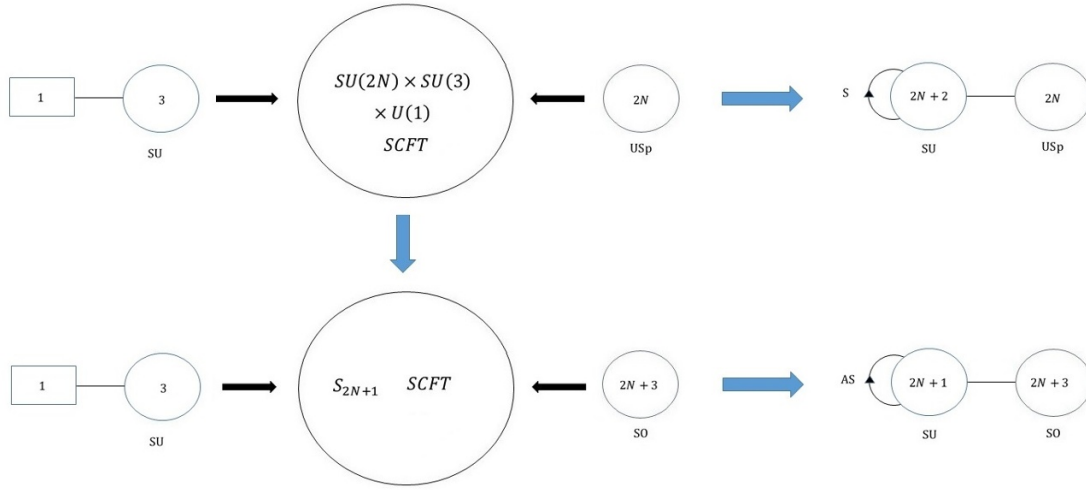 1
3
SU
SU(2N) × SU(3)
× U(1)
SCFT
2N
USp
S
2N + 2
SU
2N
USp
1
3
SU
S_{2N+1} SCFT
2N + 3
SO
AS
2N + 1
SU
2N + 3
SO